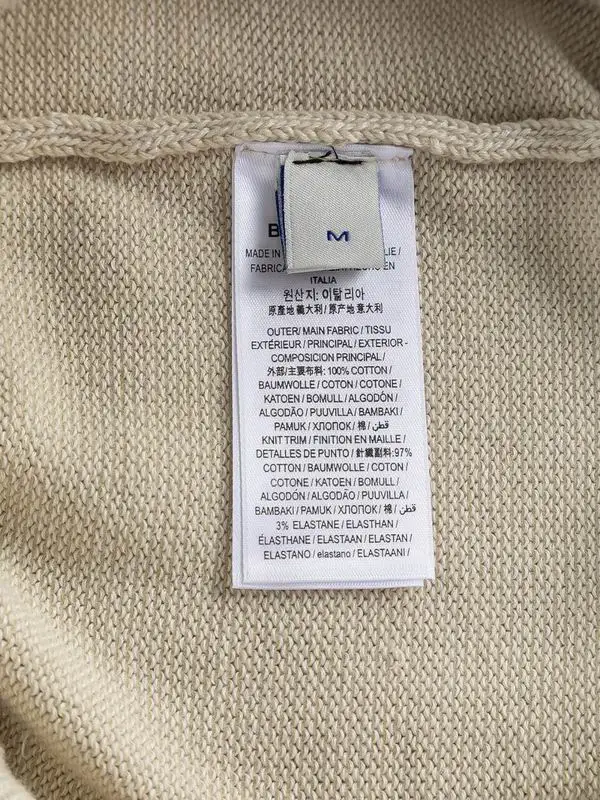 M
B
MADE IN LIE /
FABRICA EN
ITALIA
원산지: 이탈리아
原產地 義大利 / 原产地 意大利
OUTER/ MAIN FABRIC / TISSU
EXTÉRIEUR / PRINCIPAL / EXTERIOR -
COMPOSICION PRINCIPAL /
外部/主要布料: 100% COTTON /
BAUMWOLLE / COTON / COTONE /
KATOEN / BOMULL / ALGODÓN /
ALGODÃO / PUUVILLA / BAMBAKI /
PAMUK / ХЛОПОК / 棉 / قطن /
KNIT TRIM / FINITION EN MAILLE /
DETALLES DE PUNTO / 針織副料:97%
COTTON / BAUMWOLLE / COTON /
COTONE / KATOEN / BOMULL /
ALGODÓN / ALGODÃO / PUUVILLA /
BAMBAKI / PAMUK / ХЛОПОК / 棉 / قطن /
3% ELASTANE / ELASTHAN /
ÉLASTHANE / ELASTAAN / ELASTAN /
ELASTANO / elastano / ELASTAANI /